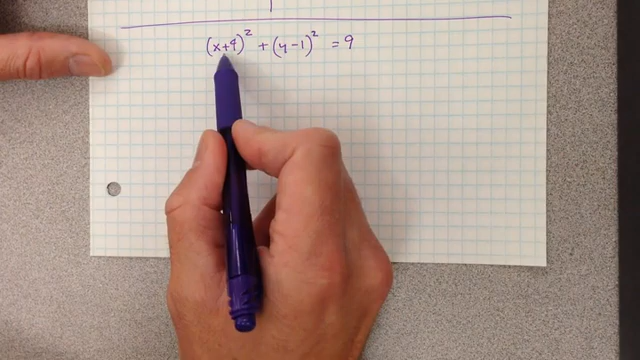 (x+4)² + (y-1)² = 9